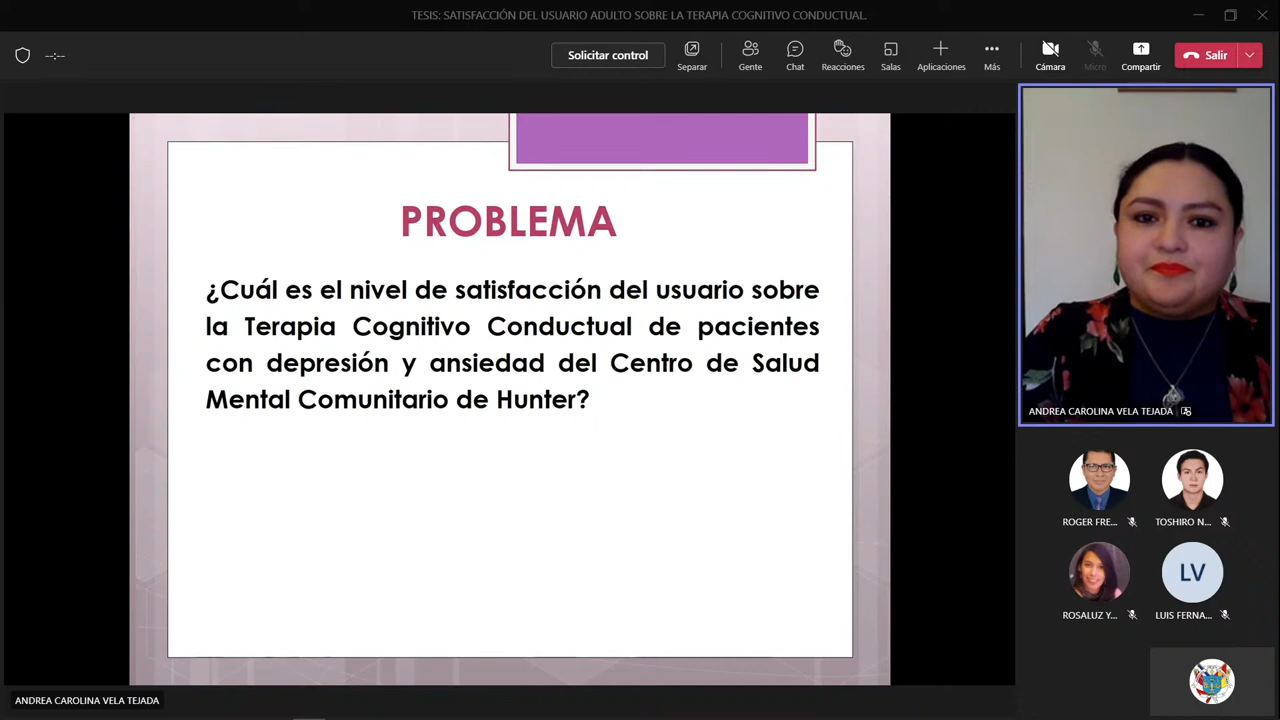 TESIS: SATISFACCIÓN DEL USUARIO ADULTO SOBRE LA TERAPIA COGNITIVO CONDUCTUAL.
--:--
Solicitar control
Separar
Gente
Chat
Reacciones
Salas
Aplicaciones
Más
Cámara
Micro
Compartir
Salir
PROBLEMA
¿Cuál es el nivel de satisfacción del usuario sobre
la Terapia Cognitivo Conductual de pacientes
con depresión y ansiedad del Centro de Salud
Mental Comunitario de Hunter?
ANDREA CAROLINA VELA TEJADA
ROGER FRE...
TOSHIRO N...
LV
ROSALUZ Y...
LUIS FERNA...
ANDREA CAROLINA VELA TEJADA